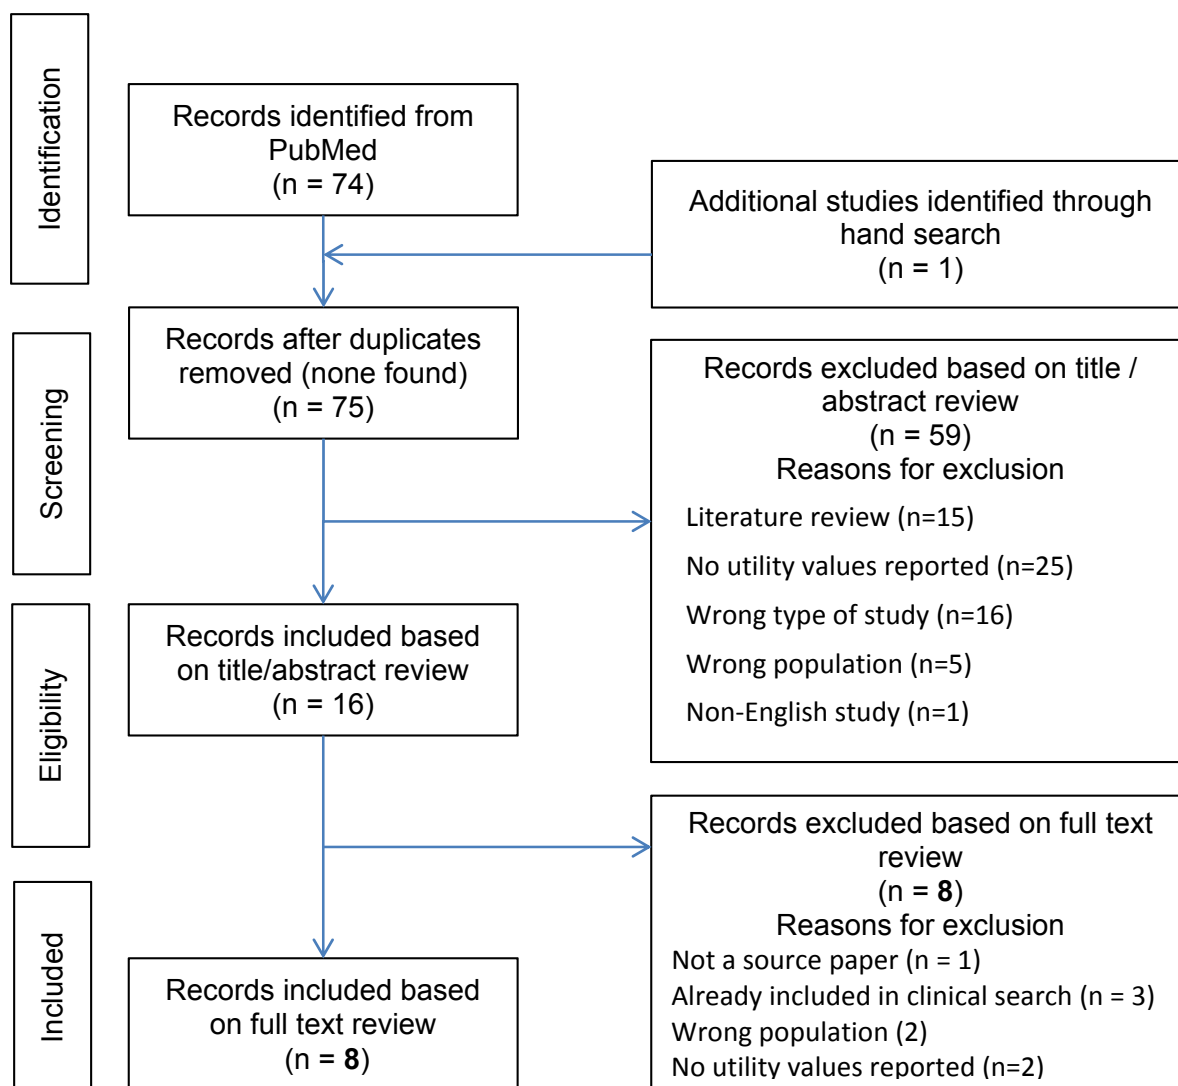 Identification
Records identified from
PubMed
(n = 74)
Additional studies identified through
hand search
(n = 1)
Screening
Records after duplicates
removed (none found)
(n = 75)
Records excluded based on title /
abstract review
(n = 59)
Reasons for exclusion
Literature review (n=15)
No utility values reported (n=25)
Wrong type of study (n=16)
Wrong population (n=5)
Non-English study (n=1)
Eligibility
Records included based
on title/abstract review
(n = 16)
Records excluded based on full text
review
(n = 8)
Reasons for exclusion
Not a source paper (n = 1)
Already included in clinical search (n = 3)
Wrong population (2)
No utility values reported (n=2)
Included
Records included based
on full text review
(n = 8)